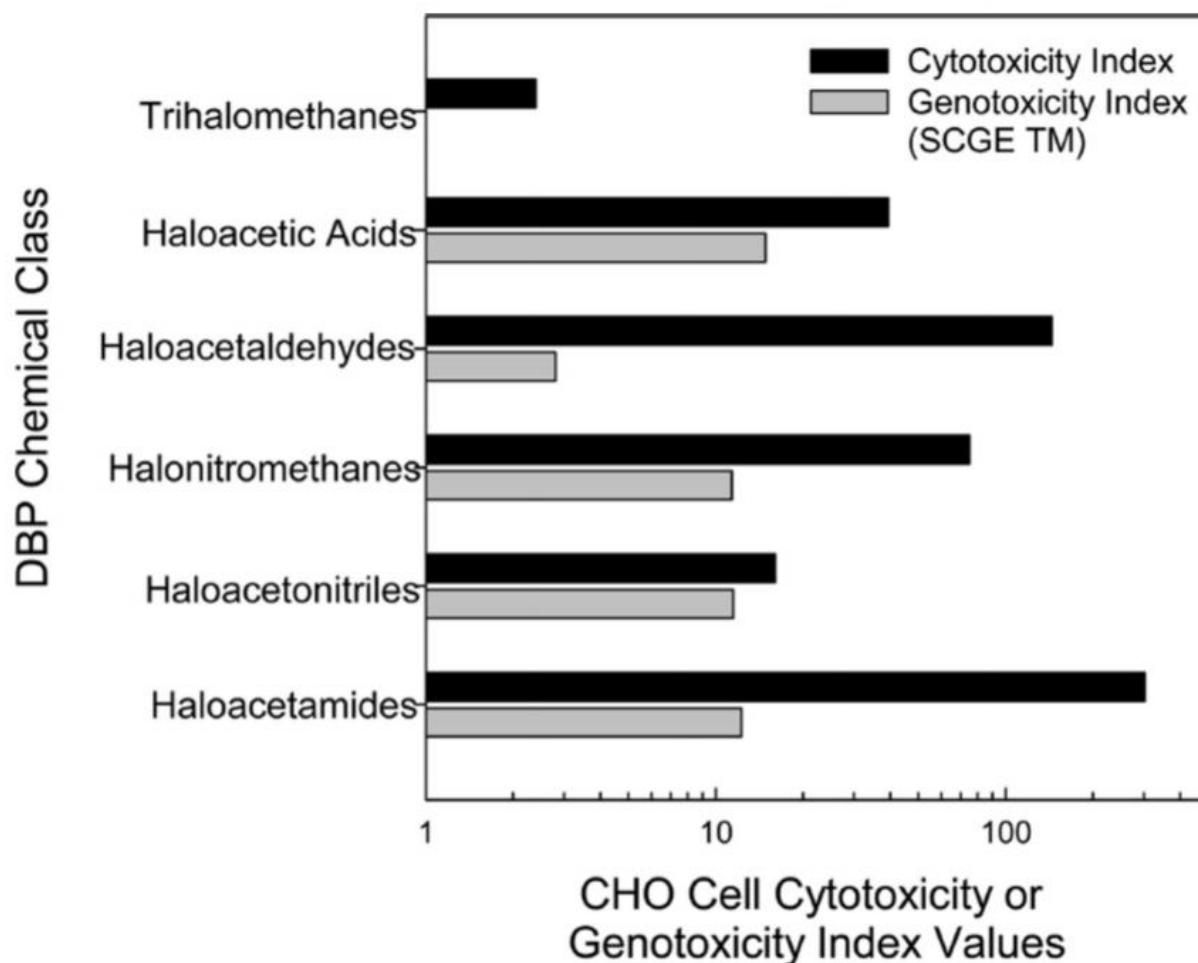 Cytotoxicity Index
Genotoxicity Index
(SCGE TM)
DBP Chemical Class
Trihalomethanes
Haloacetic Acids
Haloacetaldehydes
Halonitromethanes
Haloacetonitriles
Haloacetamides
1 10 100
CHO Cell Cytotoxicity or
Genotoxicity Index Values